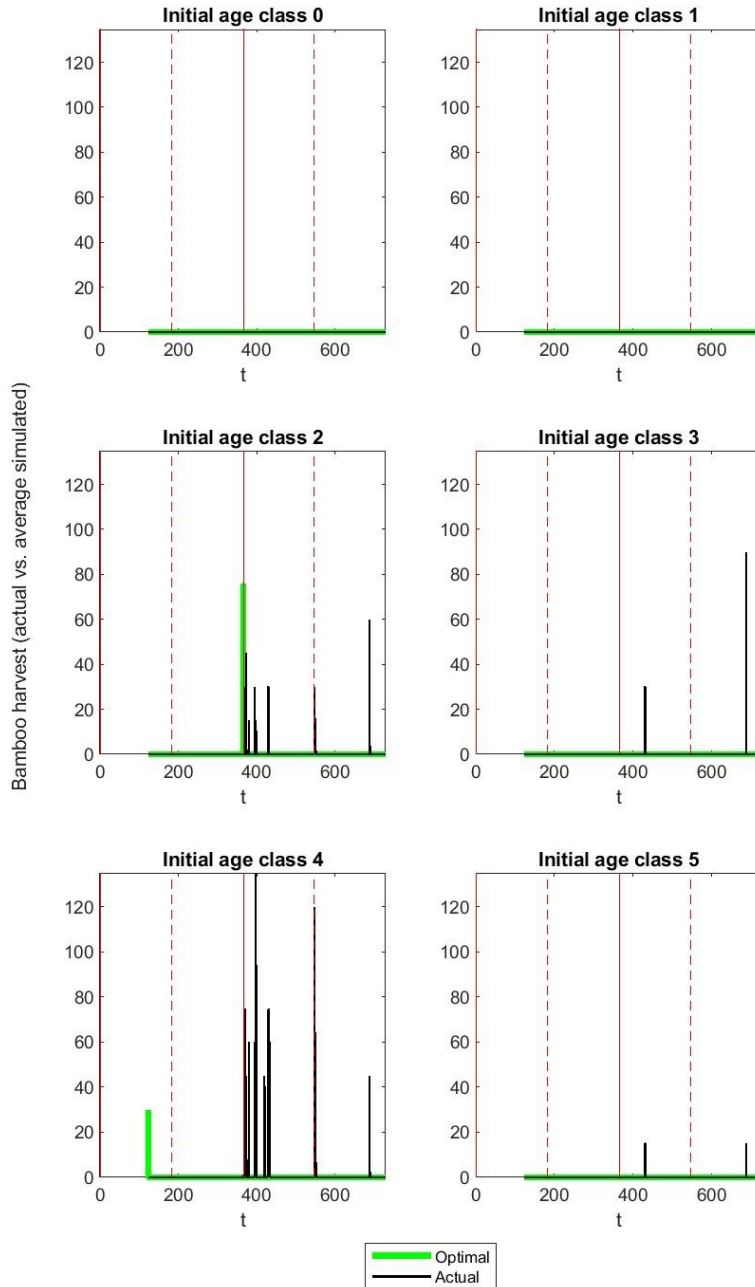 Initial age class 0
Initial age class 1
120
100
80
60
40
20
0
0 200 400 600
t
120
100
80
60
40
20
0
0 200 400 600
t
Bamboo harvest (actual vs. average simulated)
Initial age class 2
Initial age class 3
120
100
80
60
40
20
0
0 200 400 600
t
120
100
80
60
40
20
0
0 200 400 600
t
Initial age class 4
Initial age class 5
120
100
80
60
40
20
0
0 200 400 600
t
120
100
80
60
40
20
0
0 200 400 600
t
Optimal
Actual